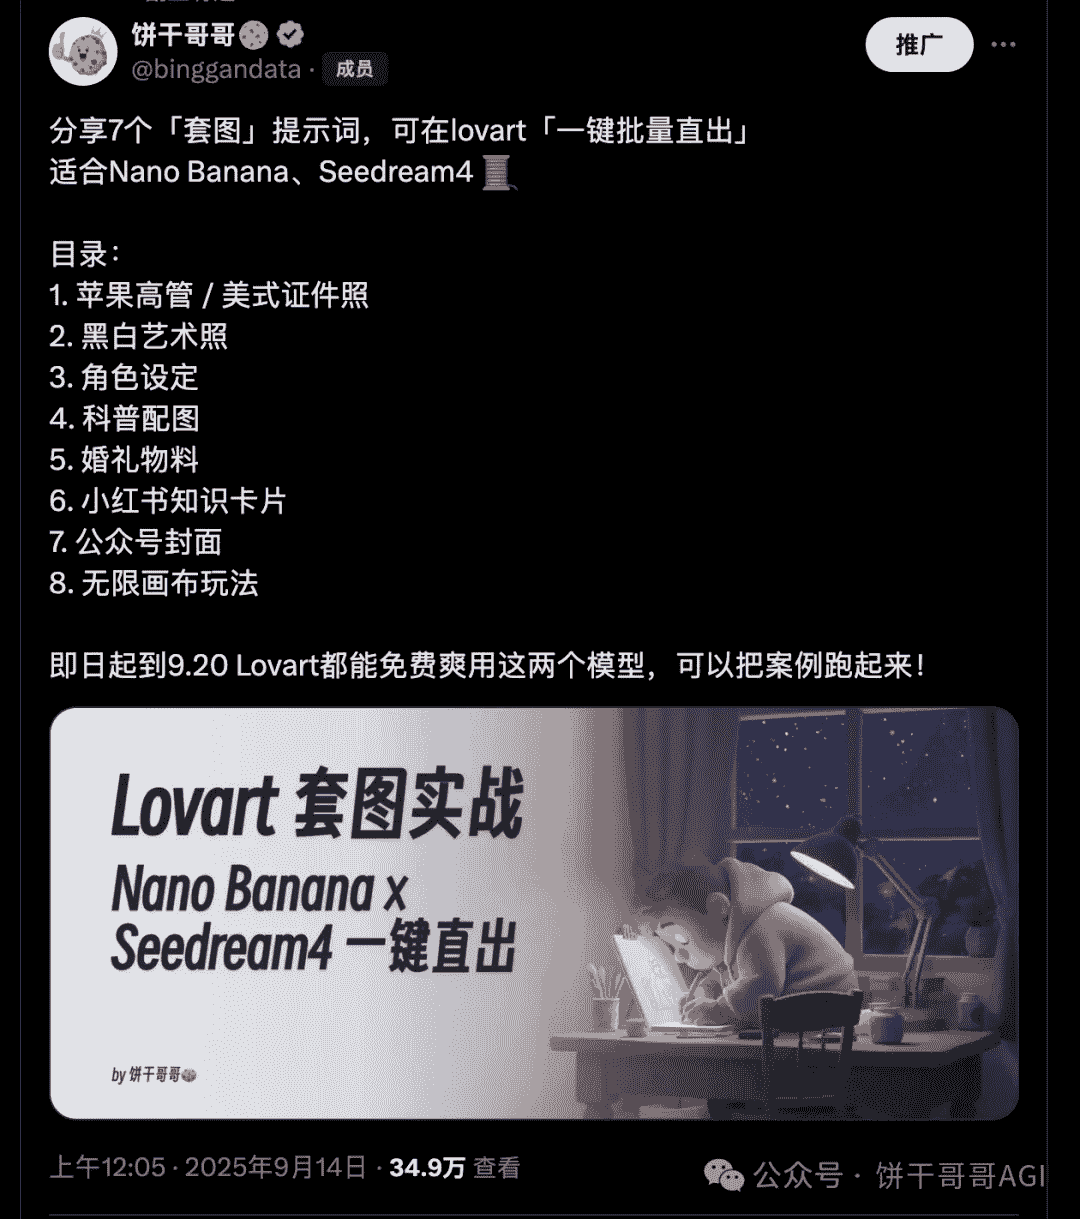 饼干哥哥
@binggandata · 成员
推广
分享7个「套图」提示词，可在lovart「一键批量直出」
适合Nano Banana、Seedream4
目录：
1. 苹果高管 / 美式证件照
2. 黑白艺术照
3. 角色设定
4. 科普配图
5. 婚礼物料
6. 小红书知识卡片
7. 公众号封面
8. 无限画布玩法
即日起到9.20 Lovart都能免费爽用这两个模型，可以把案例跑起来！
Lovart 套图实战
Nano Banana x
Seedream4 一键直出
by 饼干哥哥
上午12:05 · 2025年9月14日 · 34.9万 查看
公众号 · 饼干哥哥AGI